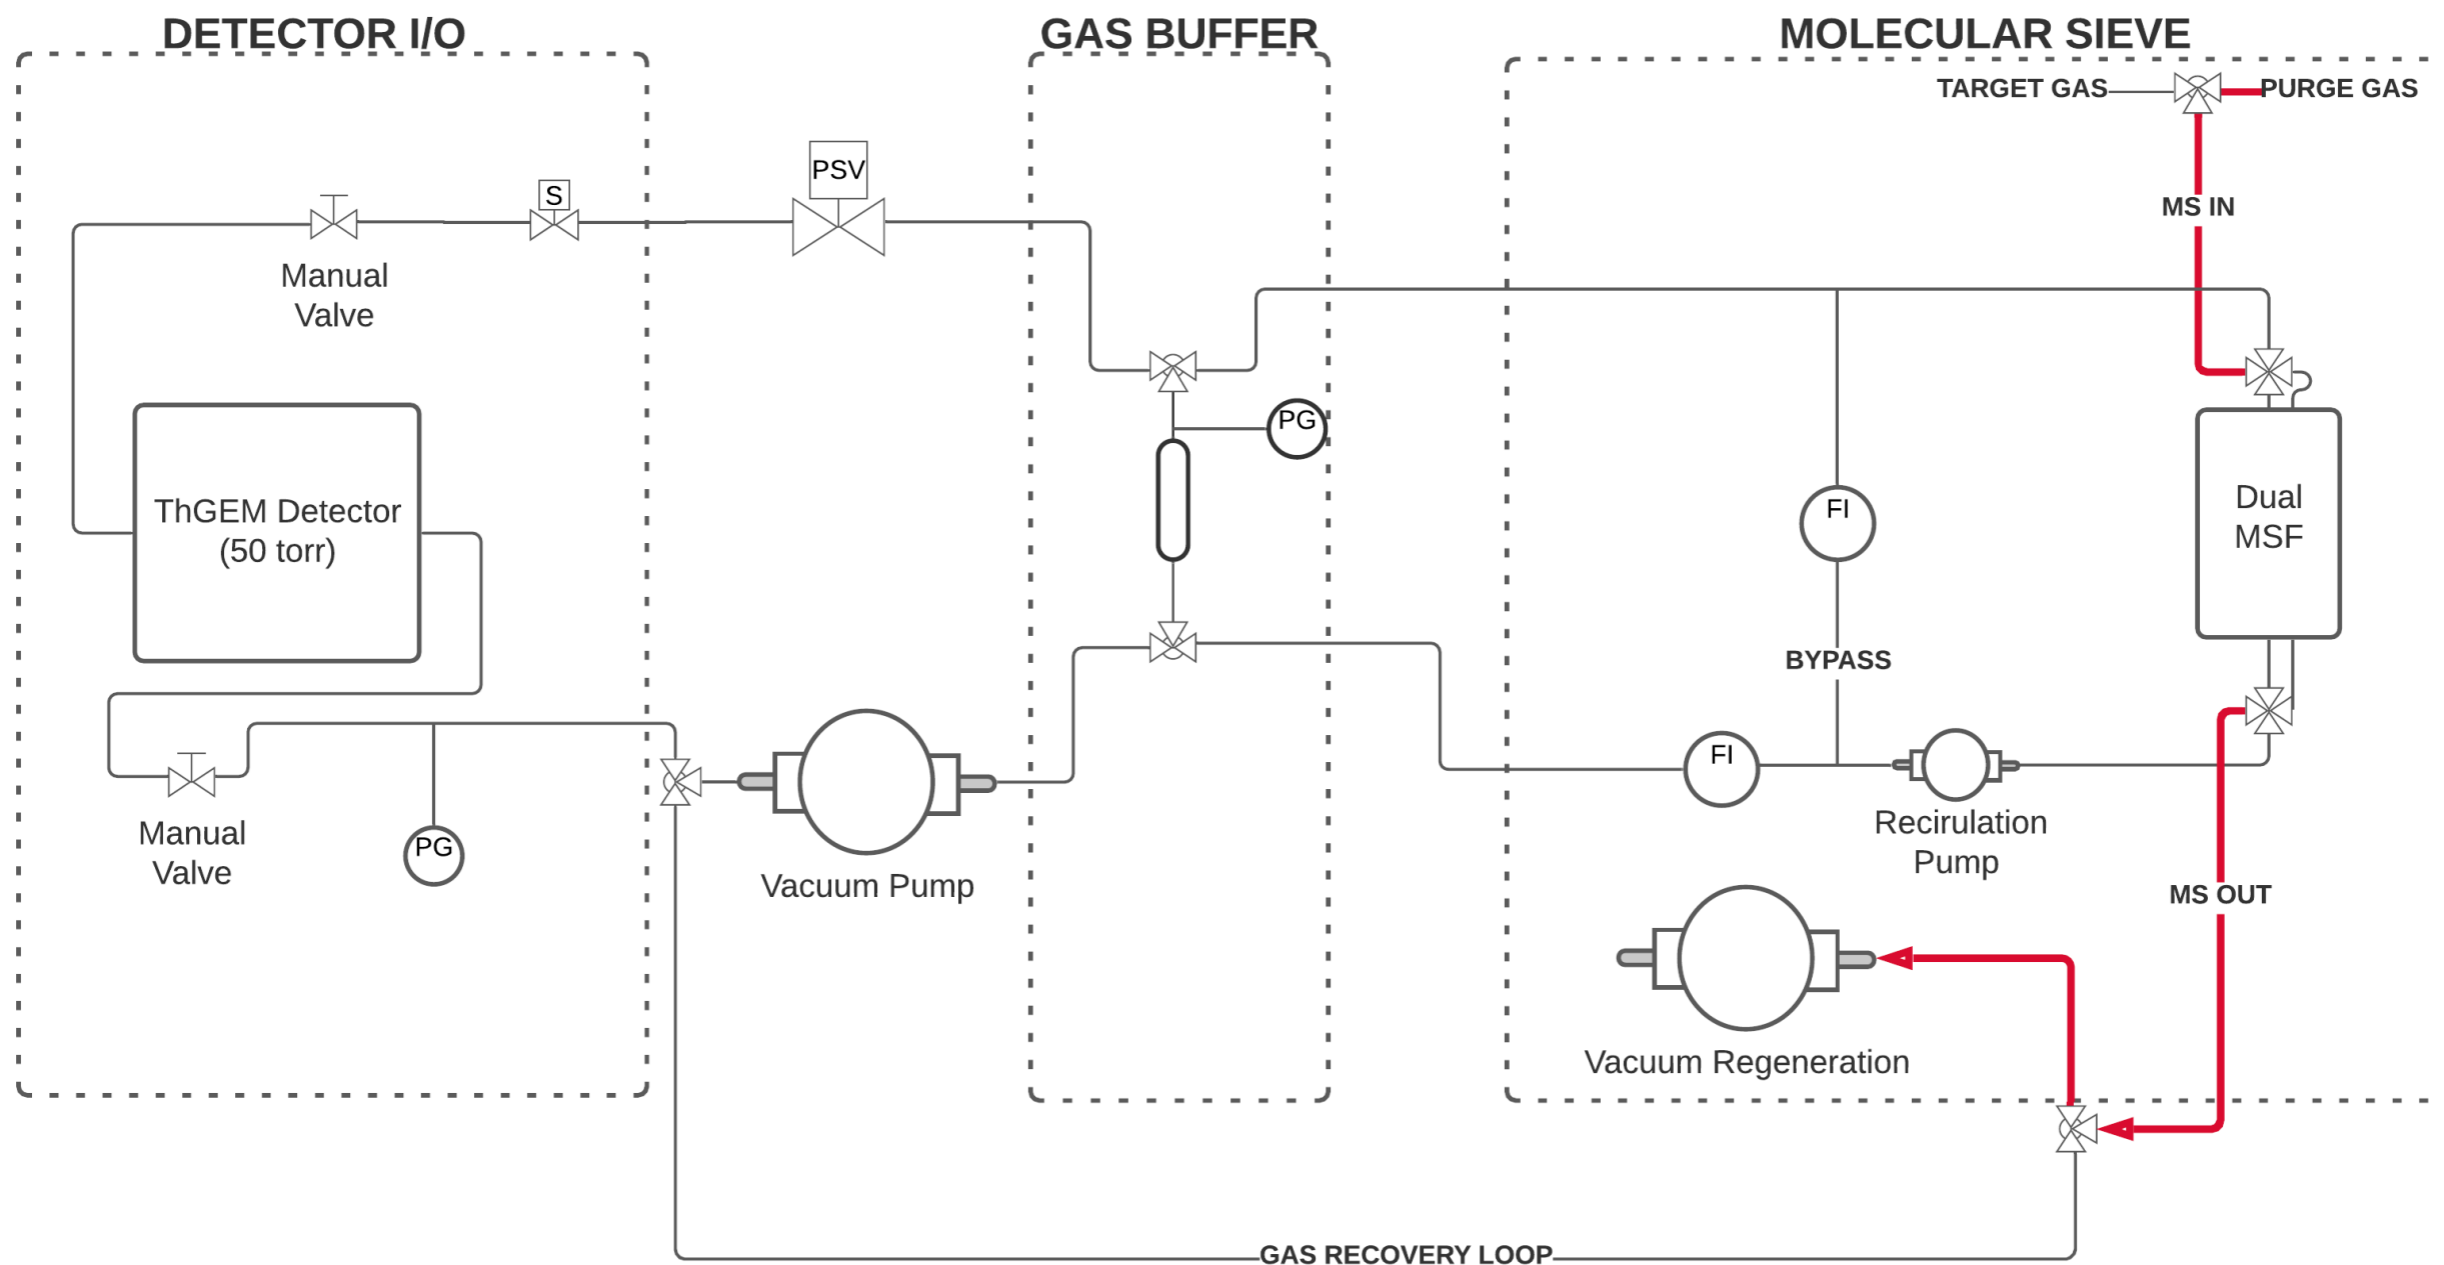 DETECTOR I/O
GAS BUFFER
MOLECULAR SIEVE
TARGET GAS
PURGE GAS
PSV
S
MS IN
Manual
Valve
PG
ThGEM Detector
(50 torr)
FI
Dual
MSF
BYPASS
FI
Manual
Valve
PG
Vacuum Pump
Recirulation
Pump
MS OUT
Vacuum Regeneration
GAS RECOVERY LOOP